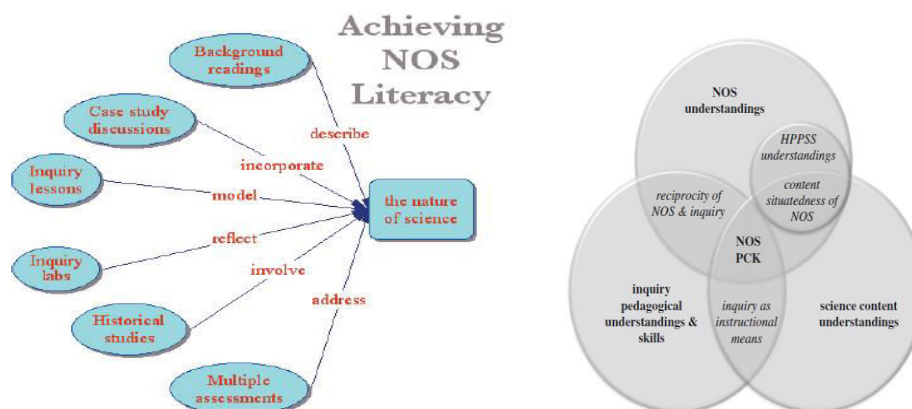 Achieving
NOS
Literacy
Background
readings
describe
Case study
discussions
incorporate
Inquiry
lessons
model
the nature
of science
Inquiry
labs
reflect
Historical
studies
involve
Multiple
assessments
address
NOS
understandings
HPPSS
understandings
reciprocity of
NOS & inquiry
content
situatedness of
NOS
NOS
PCK
inquiry
pedagogical
understandings &
skills
inquiry as
instructional
means
science content
understandings